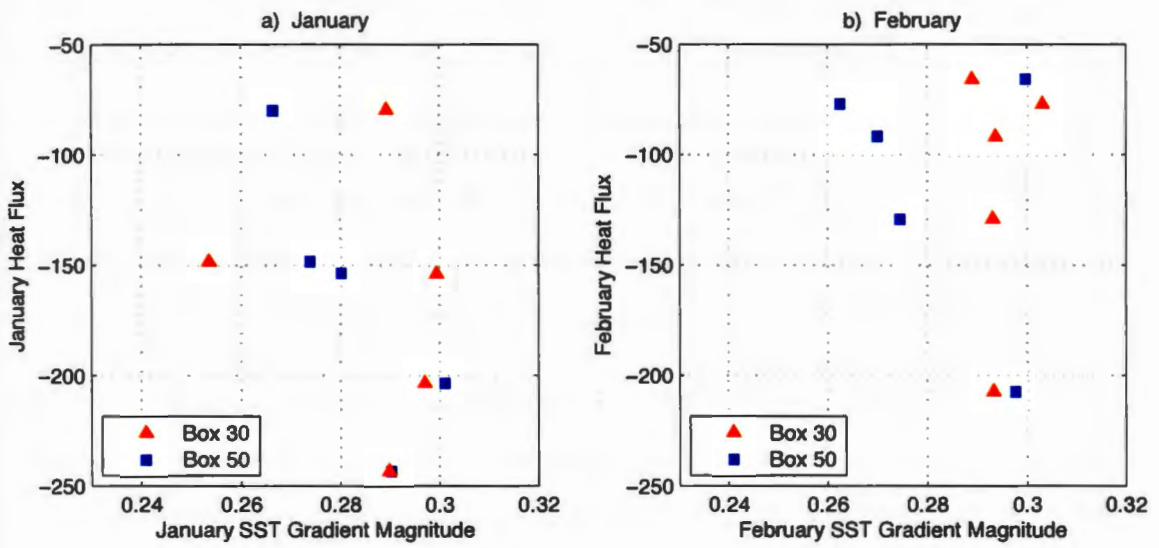 a) January
−50
−100
−150
−200
−250
0.24
0.26
0.28
0.3
0.32
January Heat Flux
January SST Gradient Magnitude
Box 30
Box 50
b) February
−50
−100
−150
−200
−250
0.24
0.26
0.28
0.3
0.32
February Heat Flux
February SST Gradient Magnitude
Box 30
Box 50